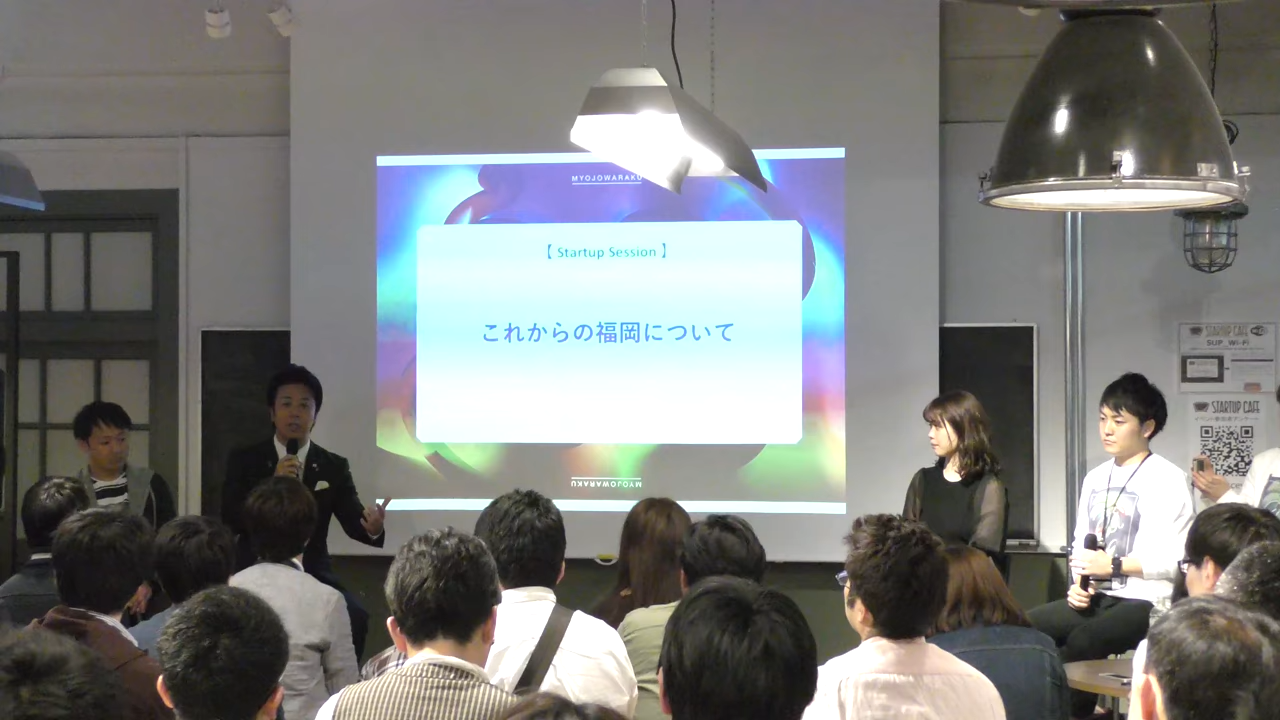 MYOJOWARAKU
【 Startup Session 】
これからの福岡について
MYOJOWARAKU
STARTUP CAFE
SUP_Wi-Fi
STARTUP CAFE